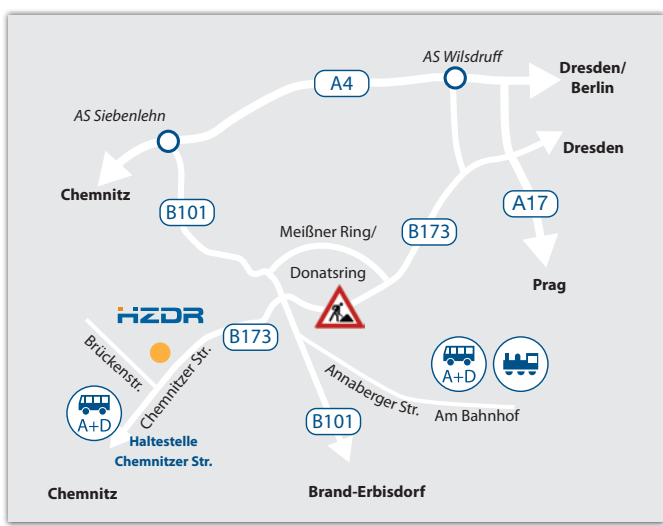 AS Wilsdruff
Dresden/
Berlin
A4
AS Siebenlehn
Dresden
Chemnitz
A17
B101
Meißner Ring/
B173
Donatsring
Prag
HZDR
B173
Brückenstr.
Chemnitzer Str.
Annaberger Str.
A+D
Am Bahnhof
B101
A+D
Haltestelle
Chemnitzer Str.
Chemnitz
Brand-Erbisdorf